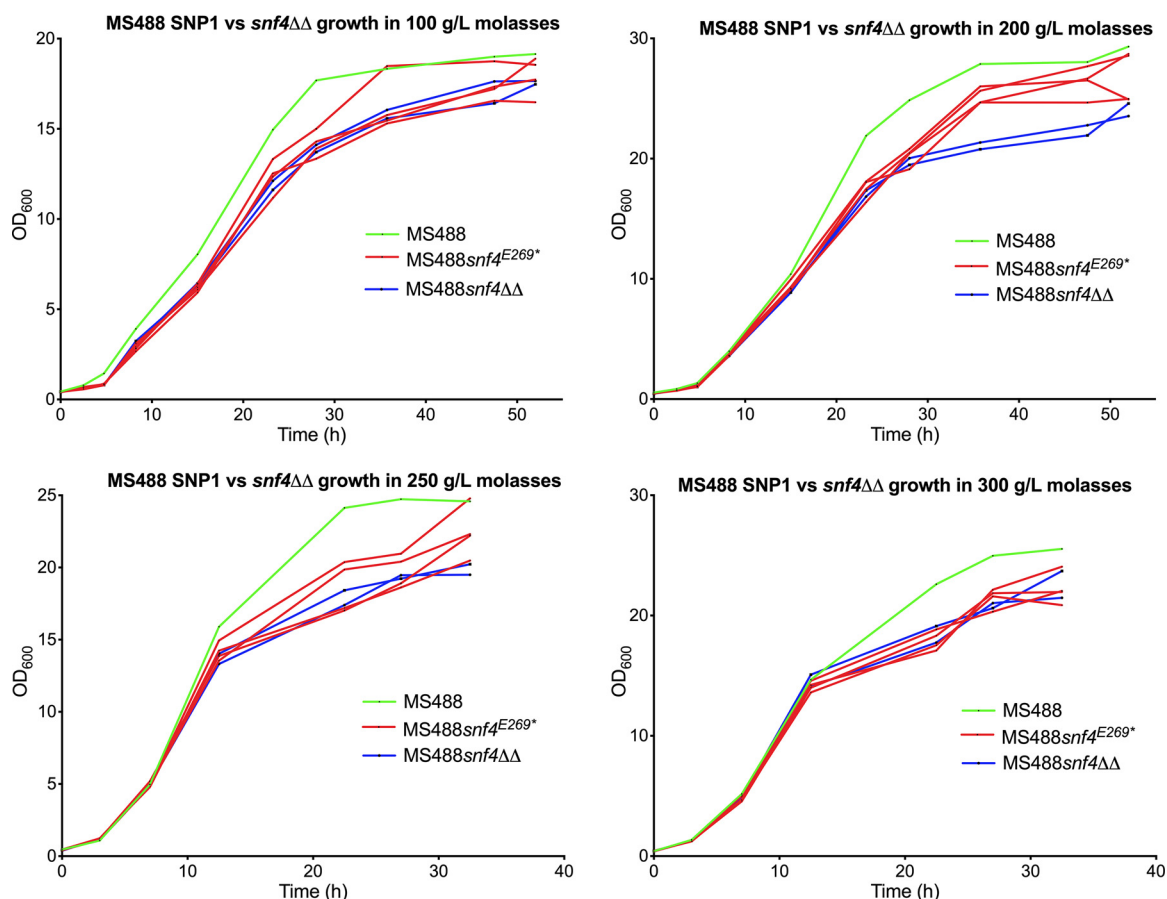 MS488 SNP1 vs snf4ΔΔ growth in 100 g/L molasses
20
15
10
5
0
OD600
0 10 20 30 40 50
Time (h)
MS488
MS488snf4E269*
MS488snf4ΔΔ
MS488 SNP1 vs snf4ΔΔ growth in 200 g/L molasses
30
20
10
0
OD600
0 10 20 30 40 50
Time (h)
MS488
MS488snf4E269*
MS488snf4ΔΔ
MS488 SNP1 vs snf4ΔΔ growth in 250 g/L molasses
25
20
15
10
5
0
OD600
0 10 20 30 40
Time (h)
MS488
MS488snf4E269*
MS488snf4ΔΔ
MS488 SNP1 vs snf4ΔΔ growth in 300 g/L molasses
30
20
10
0
OD600
0 10 20 30 40
Time (h)
MS488
MS488snf4E269*
MS488snf4ΔΔ